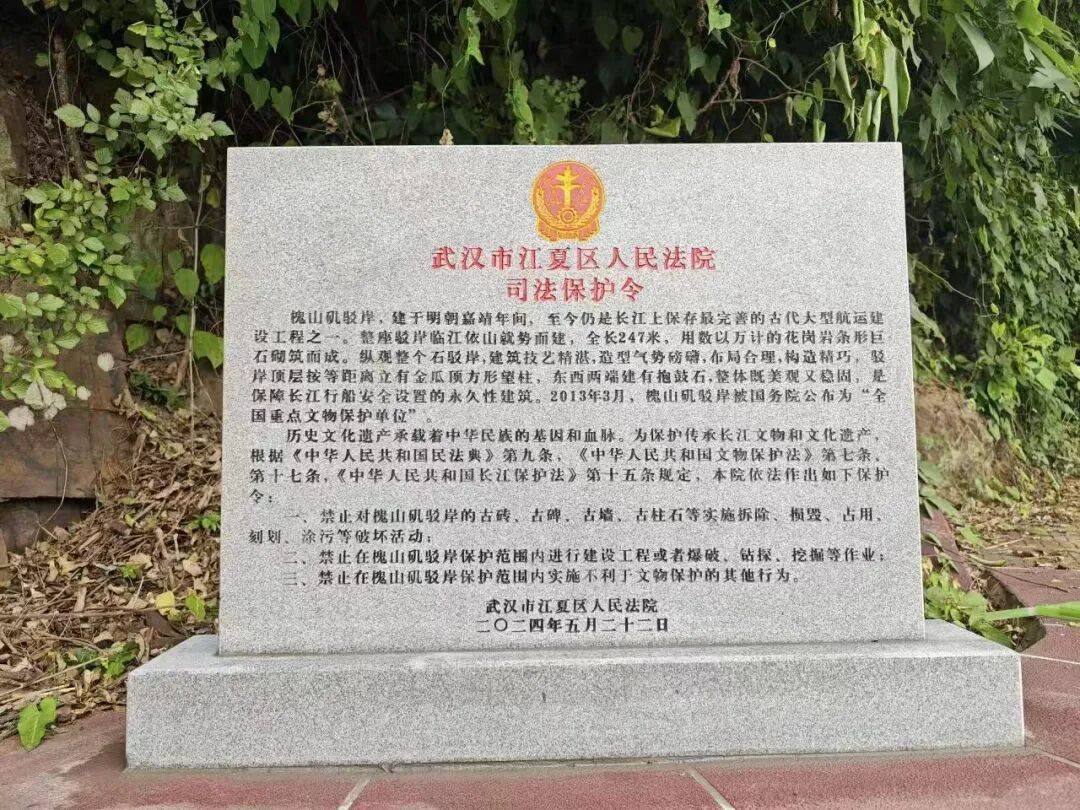 武汉市江夏区人民法院
司法保护令
槐山矶驳岸，建于明朝嘉靖年间，至今仍是长江上保存最完善的古代大型航运建
设工程之一。整座驳岸临江依山就势而建，全长247米，用数以万计的花岗岩条形巨
石砌筑而成。纵观整个石驳岸，建筑技艺精湛，造型气势磅礴，布局合理，构造精巧，驳
岸顶层按等距离立有金瓜顶方形望柱，东西两端建有抱鼓石，整体既美观又稳固，是
保障长江行船安全设置的永久性建筑。2013年3月，槐山矶驳岸被国务院公布为“全
国重点文物保护单位”。
历史文化遗产承载着中华民族的基因和血脉。为保护传承长江文物和文化遗产，
根据《中华人民共和国民法典》第九条，《中华人民共和国文物保护法》第七条、
第十七条，《中华人民共和国长江保护法》第十五条规定，本院依法作出如下保护
令：
一、禁止对槐山矶驳岸的古砖、古碑、古墙、古柱石等实施拆除、损毁、占用、
刻划、涂污等破坏活动；
二、禁止在槐山矶驳岸保护范围内进行建设工程或者爆破、钻探、挖掘等作业；
三、禁止在槐山矶驳岸保护范围内实施不利于文物保护的其他行为。
武汉市江夏区人民法院
二〇二四年五月二十二日